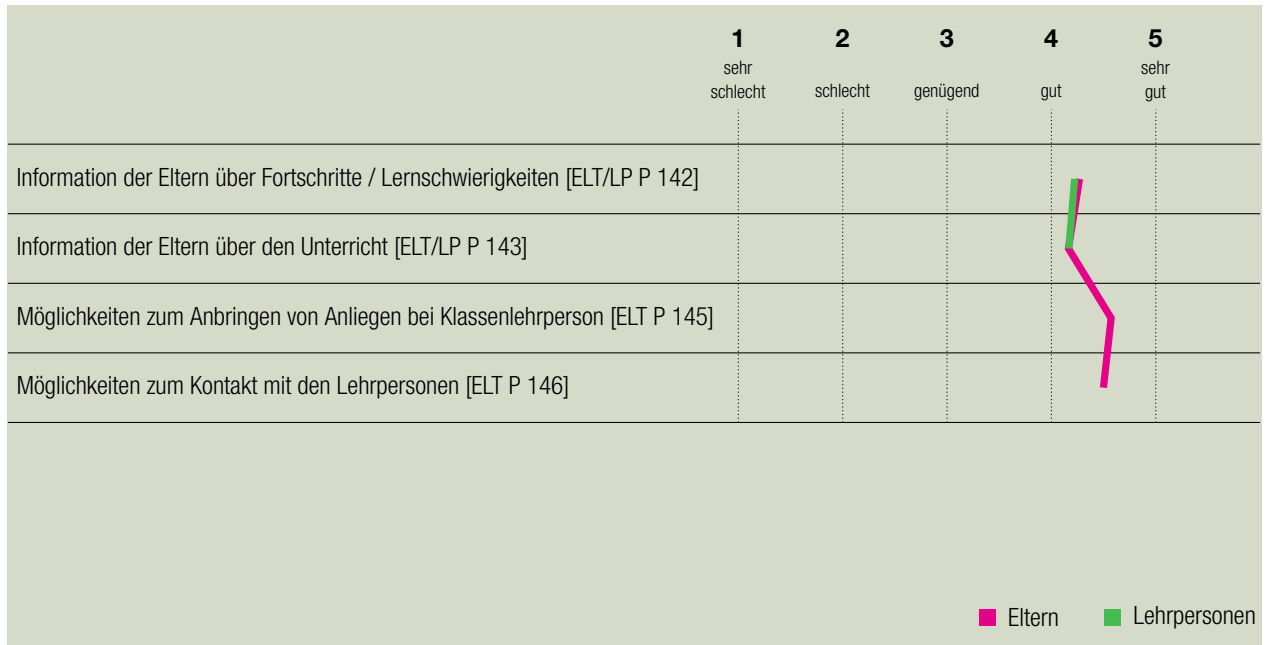 1 2 3 4 5
sehr sehr
schlecht schlecht genügend gut gut
Information der Eltern über Fortschritte / Lernschwierigkeiten [ELT/LP P 142]
Information der Eltern über den Unterricht [ELT/LP P 143]
Möglichkeiten zum Anbringen von Anliegen bei Klassenlehrperson [ELT P 145]
Möglichkeiten zum Kontakt mit den Lehrpersonen [ELT P 146]
Eltern Lehrpersonen